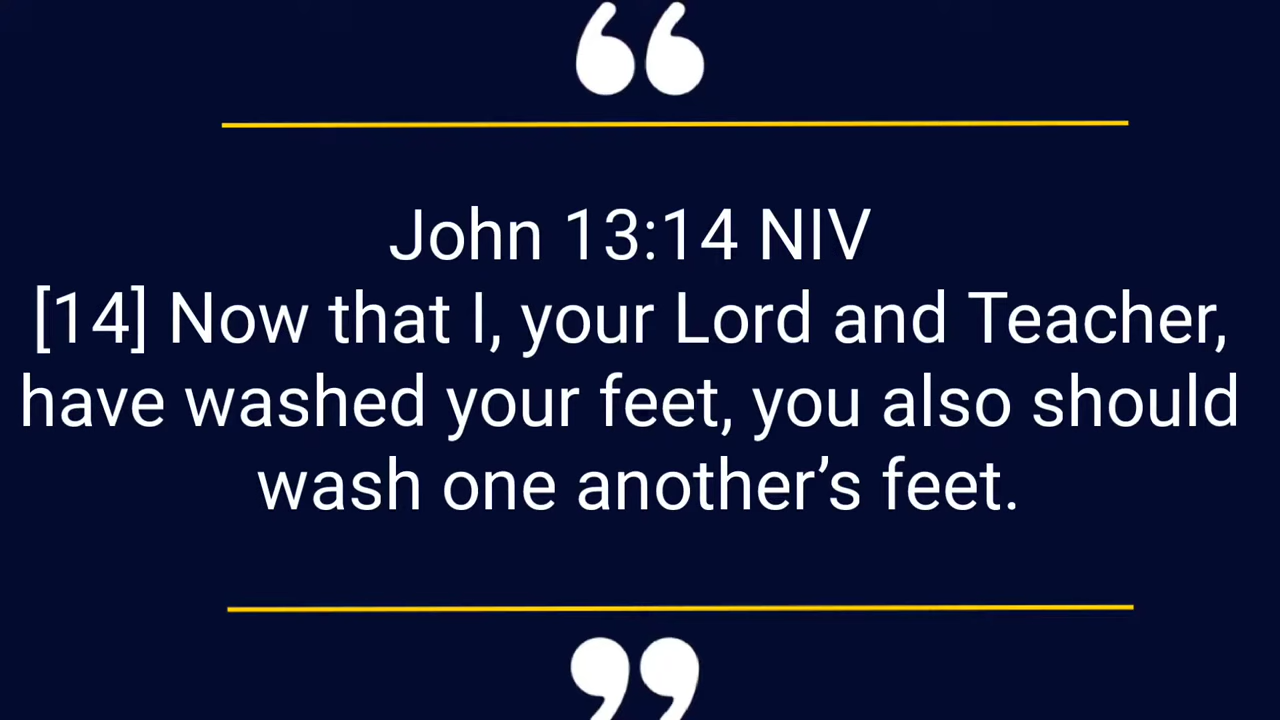 “
John 13:14 NIV
[14] Now that I, your Lord and Teacher,
have washed your feet, you also should
wash one another’s feet.
”